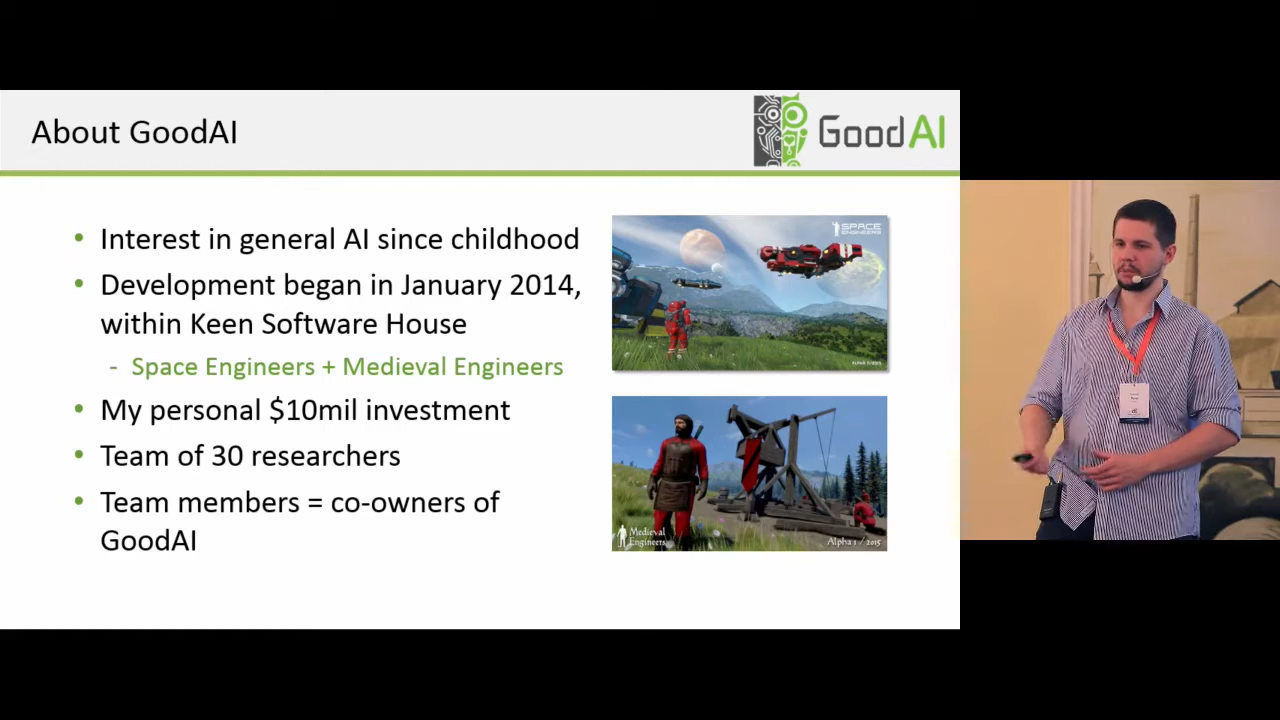 About GoodAI
GoodAI
• Interest in general AI since childhood
SPACE
ENGINEERS
• Development began in January 2014,
within Keen Software House
- Space Engineers + Medieval Engineers
• My personal $10mil investment
• Team of 30 researchers
• Team members = co-owners of
GoodAI
Medieval
Engineers
Alpha 1 / 2015